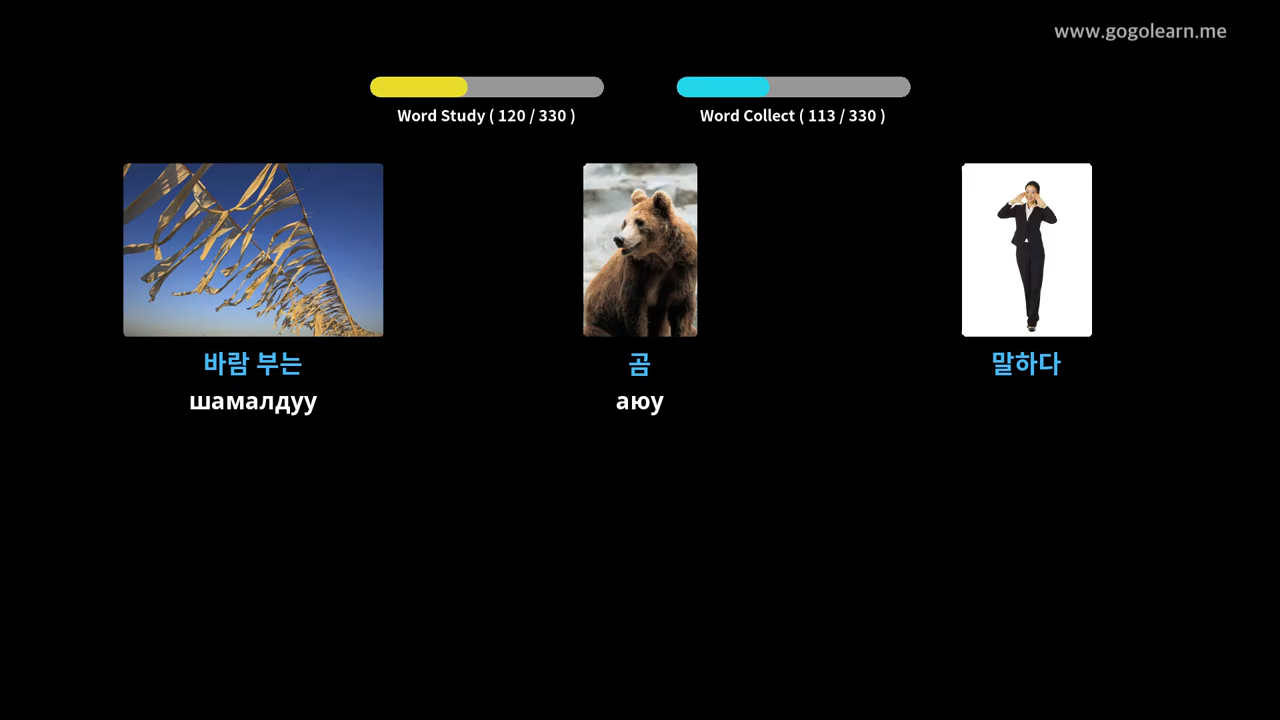 www.gogolearn.me
Word Study ( 120 / 330 )
Word Collect ( 113 / 330 )
바람 부는
곰
말하다
шамалдуу
аюу